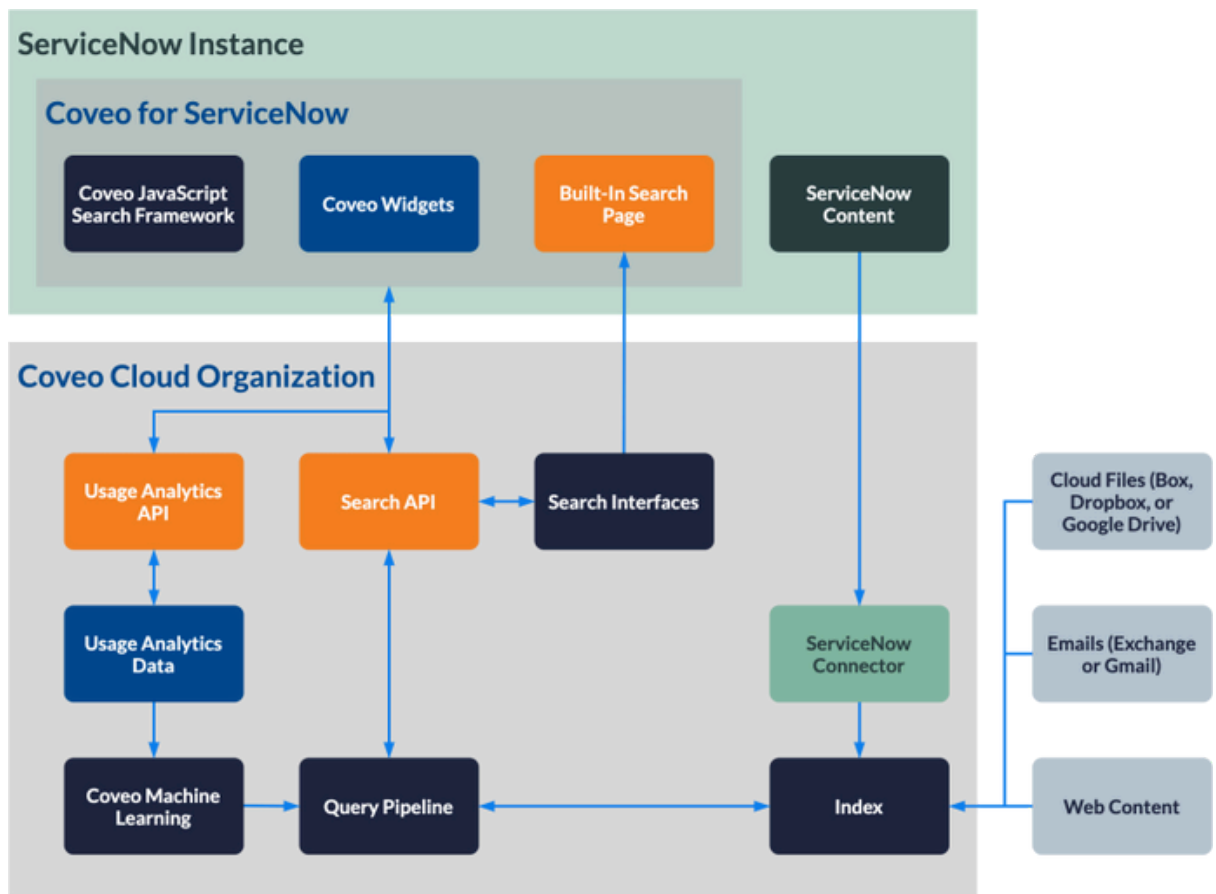 ServiceNow Instance
Coveo for ServiceNow
Coveo JavaScript
Search Framework
Coveo Widgets
Built-In Search
Page
ServiceNow
Content
Coveo Cloud Organization
Usage Analytics
API
Search API
Search Interfaces
Cloud Files (Box,
Dropbox, or
Google Drive)
Usage Analytics
Data
ServiceNow
Connector
Emails (Exchange
or Gmail)
Coveo Machine
Learning
Query Pipeline
Index
Web Content